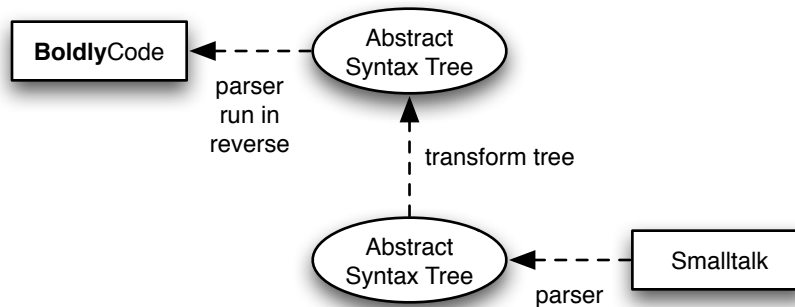 BoldlyCode
Abstract
Syntax Tree
parser
run in
reverse
transform tree
Abstract
Syntax Tree
Smalltalk
parser